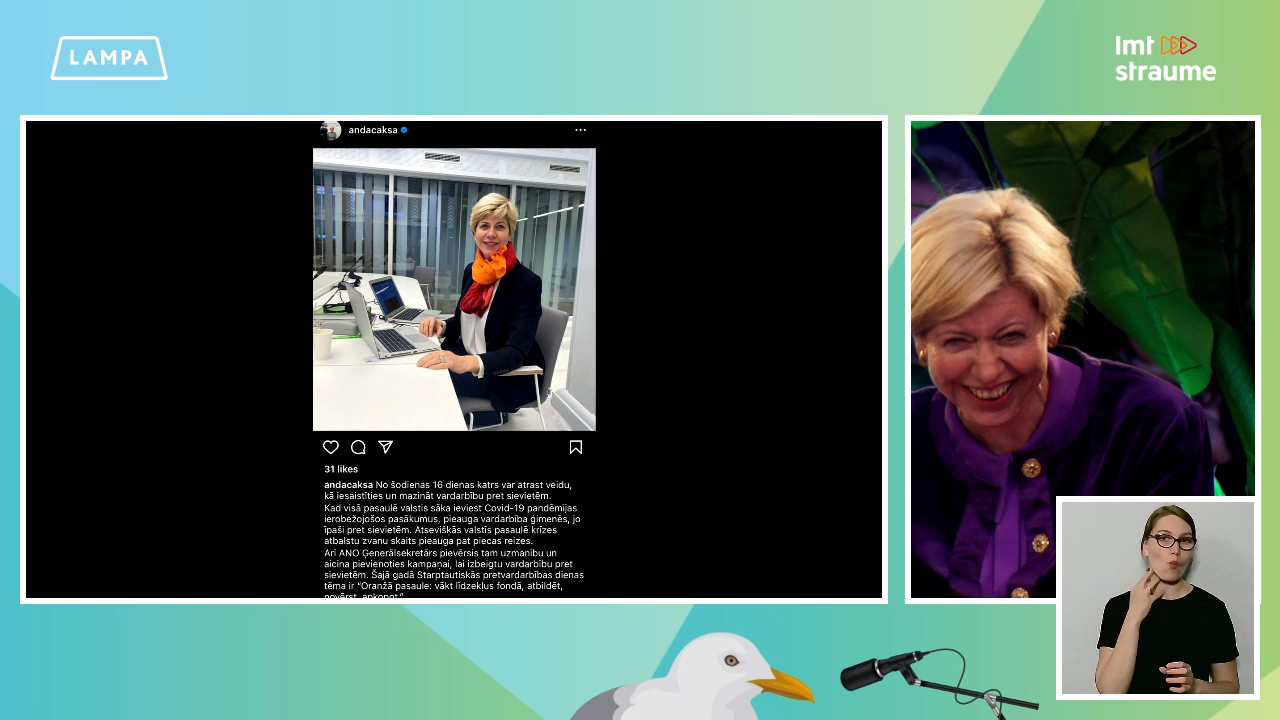 LAMPA
lmt
straume
andacaksa
31 likes
andacaksa No šodienas 16 dienas katrs var atrast veidu,
kā iesaistīties un mazināt vardarbību pret sievietēm.
Kad visā pasaulē valstis sāka ieviest Covid-19 pandēmijas
ierobežojošos pasākumus, pieauga vardarbība ģimenēs, jo
īpaši pret sievietēm. Atsevišķās valstīs pasaulē krīzes
atbalstu zvanu skaits pieauga pat piecas reizes.
Arī ANO Ģenerālsekretārs pievērsis tam uzmanību un
aicina pievienoties kampaņai, lai izbeigtu vardarbību pret
sievietēm. Šajā gadā Starptautiskās pretvardarbības dienas
tēma ir “Oranžā pasaule: vākt līdzekļus fondā, atbildēt,
novērst, apkopot.”